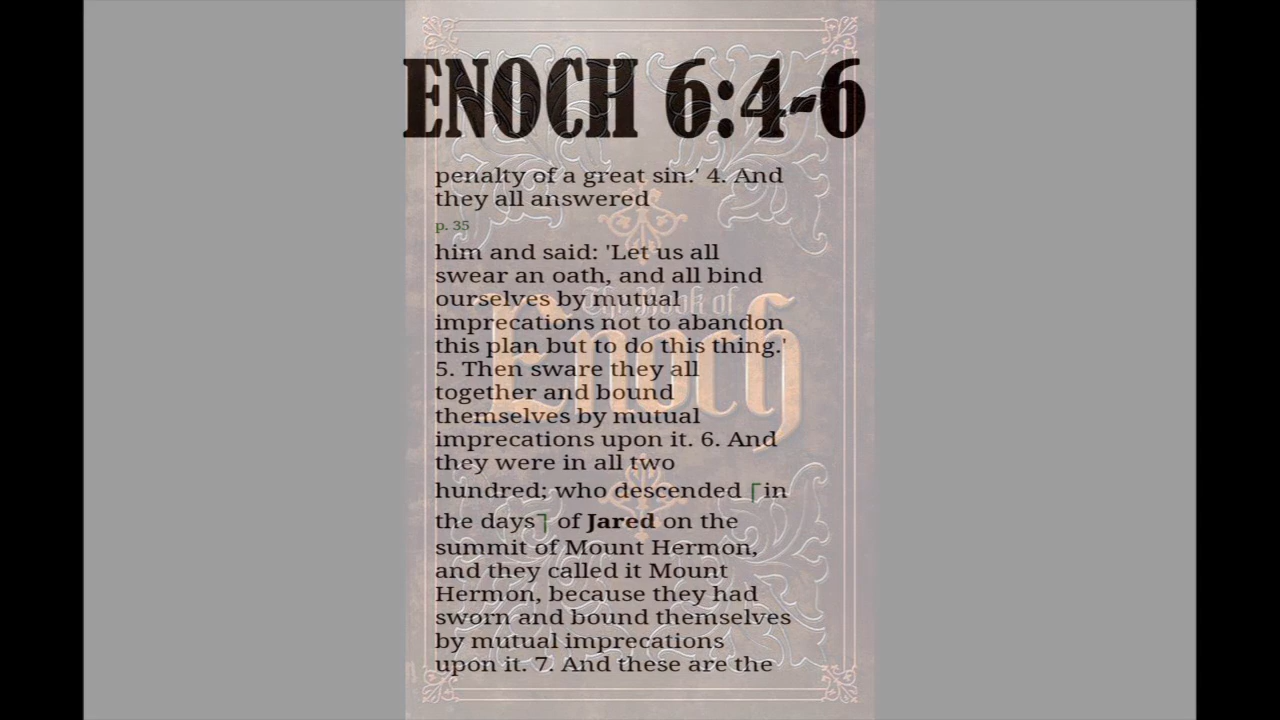 ENOCH 6:4-6
penalty of a great sin.' 4. And
they all answered
p. 35
him and said: 'Let us all
swear an oath, and all bind
ourselves by mutual
imprecations not to abandon
this plan but to do this thing.'
5. Then sware they all
together and bound
themselves by mutual
imprecations upon it. 6. And
they were in all two
hundred; who descended ⌈in
the days⌉ of Jared on the
summit of Mount Hermon,
and they called it Mount
Hermon, because they had
sworn and bound themselves
by mutual imprecations
upon it. 7. And these are the
The Book of
Enoch